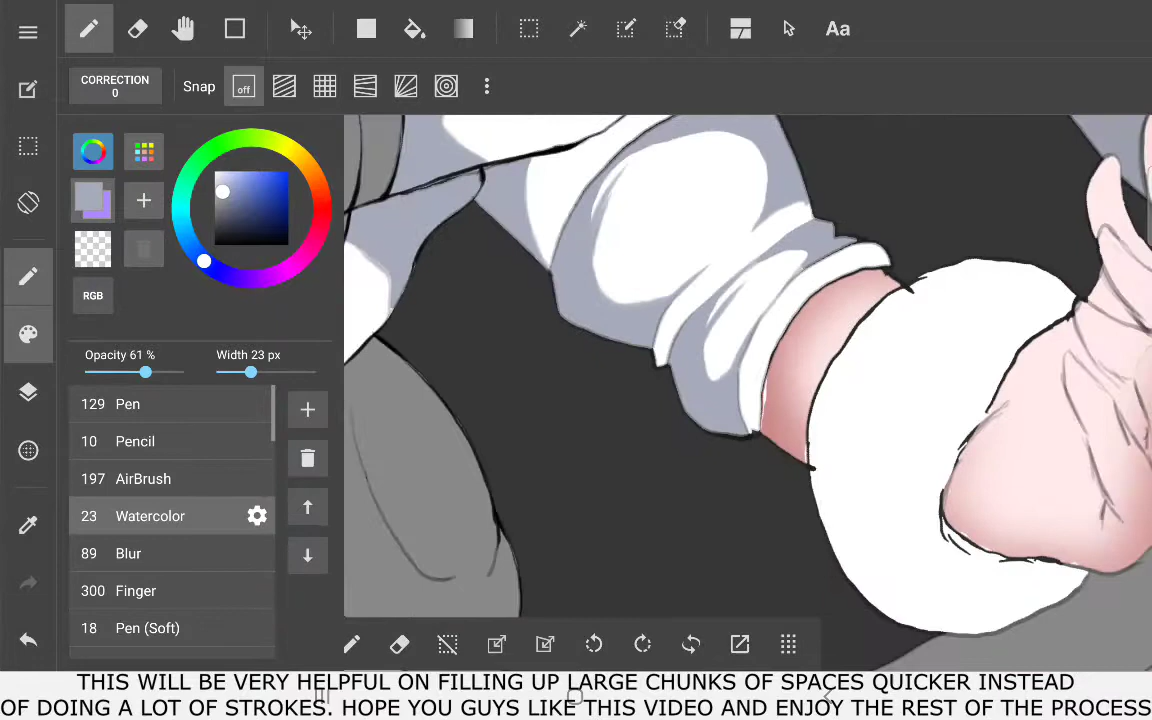 Aa
CORRECTION
0
Snap
off
RGB
Opacity 61 %
Width 23 px
129 Pen
10 Pencil
197 AirBrush
23 Watercolor
89 Blur
300 Finger
18 Pen (Soft)
THIS WILL BE VERY HELPFUL ON FILLING UP LARGE CHUNKS OF SPACES QUICKER INSTEAD
OF DOING A LOT OF STROKES. HOPE YOU GUYS LIKE THIS VIDEO AND ENJOY THE REST OF THE PROCESS